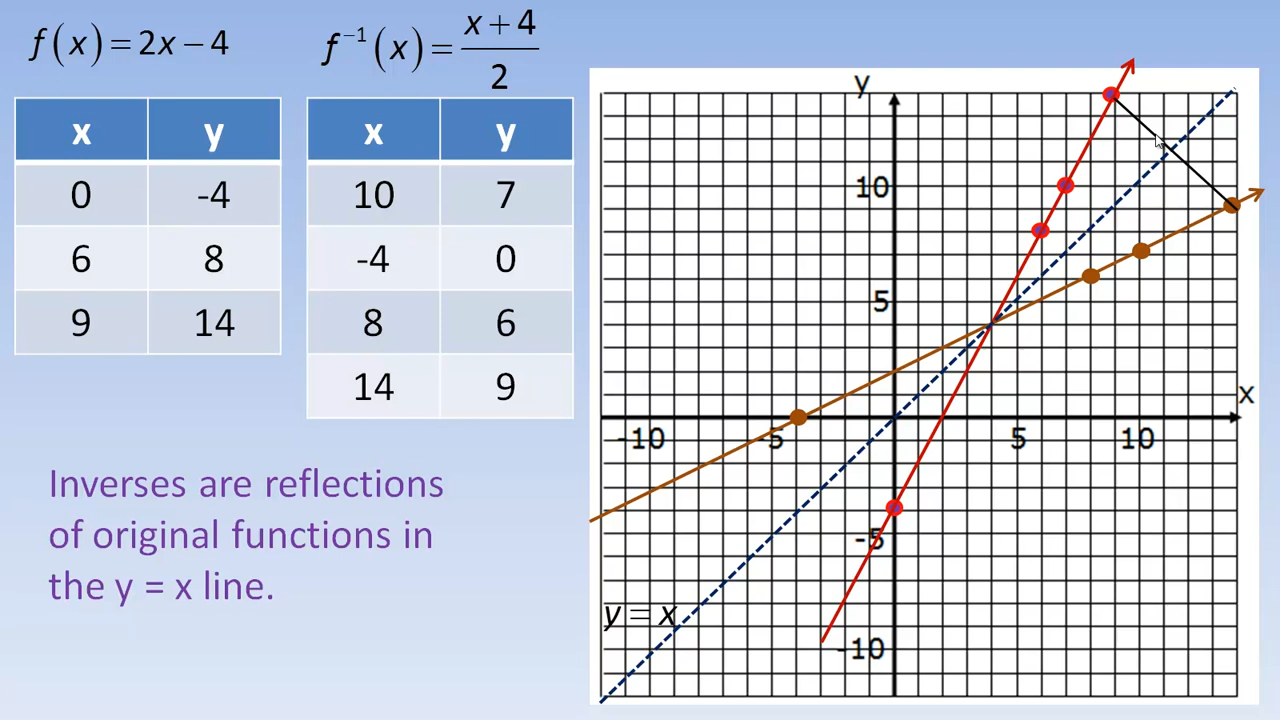 f(x)=2x−4
f⁻¹(x)=(x+4)/2
x y
0 -4
6 8
9 14
x y
10 7
-4 0
8 6
14 9
Inverses are reflections
of original functions in
the y = x line.
y
10
5
x
-10 5 5 10
-5
y = x
-10